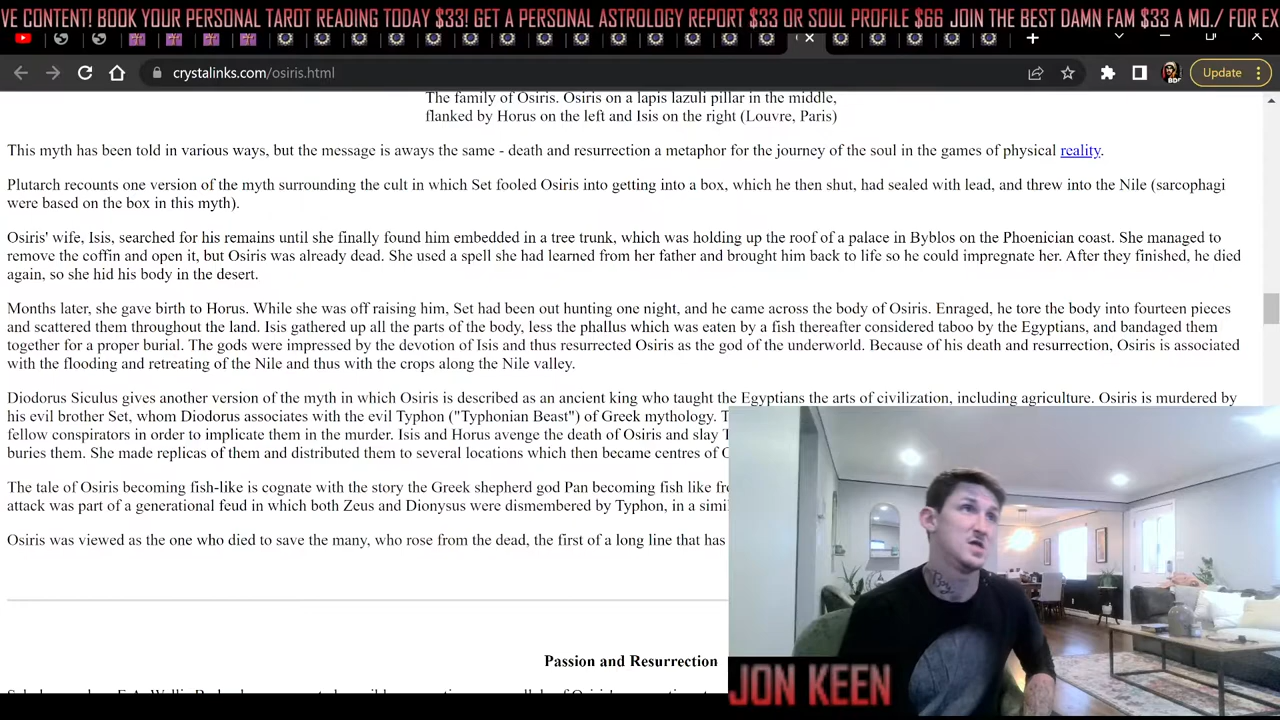 VE CONTENT! BOOK YOUR PERSONAL TAROT READING TODAY $33! GET A PERSONAL ASTROLOGY REPORT $33 OR SOUL PROFILE $66 JOIN THE BEST DAMN FAM $33 A MO./ FOR EX
crystalinks.com/osiris.html
Update
The family of Osiris. Osiris on a lapis lazuli pillar in the middle,
flanked by Horus on the left and Isis on the right (Louvre, Paris)
This myth has been told in various ways, but the message is aways the same - death and resurrection a metaphor for the journey of the soul in the games of physical reality.
Plutarch recounts one version of the myth surrounding the cult in which Set fooled Osiris into getting into a box, which he then shut, had sealed with lead, and threw into the Nile (sarcophagi
were based on the box in this myth).
Osiris' wife, Isis, searched for his remains until she finally found him embedded in a tree trunk, which was holding up the roof of a palace in Byblos on the Phoenician coast. She managed to
remove the coffin and open it, but Osiris was already dead. She used a spell she had learned from her father and brought him back to life so he could impregnate her. After they finished, he died
again, so she hid his body in the desert.
Months later, she gave birth to Horus. While she was off raising him, Set had been out hunting one night, and he came across the body of Osiris. Enraged, he tore the body into fourteen pieces
and scattered them throughout the land. Isis gathered up all the parts of the body, less the phallus which was eaten by a fish thereafter considered taboo by the Egyptians, and bandaged them
together for a proper burial. The gods were impressed by the devotion of Isis and thus resurrected Osiris as the god of the underworld. Because of his death and resurrection, Osiris is associated
with the flooding and retreating of the Nile and thus with the crops along the Nile valley.
Diodorus Siculus gives another version of the myth in which Osiris is described as an ancient king who taught the Egyptians the arts of civilization, including agriculture. Osiris is murdered by
his evil brother Set, whom Diodorus associates with the evil Typhon ("Typhonian Beast") of Greek mythology. T
fellow conspirators in order to implicate them in the murder. Isis and Horus avenge the death of Osiris and slay T
buries them. She made replicas of them and distributed them to several locations which then became centres of O
The tale of Osiris becoming fish-like is cognate with the story the Greek shepherd god Pan becoming fish like fro
attack was part of a generational feud in which both Zeus and Dionysus were dismembered by Typhon, in a simil
Osiris was viewed as the one who died to save the many, who rose from the dead, the first of a long line that has
Passion and Resurrection
JON KEEN